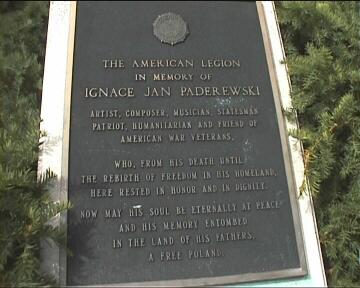 THE AMERICAN LEGION
IN MEMORY OF
IGNACE JAN PADEREWSKI
ARTIST, COMPOSER, MUSICIAN, STATESMAN
PATRIOT, HUMANITARIAN AND FRIEND OF
AMERICAN WAR VETERANS,
WHO, FROM HIS DEATH UNTIL
THE REBIRTH OF FREEDOM IN HIS HOMELAND,
HERE RESTED IN HONOR AND IN DIGNITY.
NOW MAY HIS SOUL BE ETERNALLY AT PEACE
AND HIS MEMORY ENTOMBED
IN THE LAND OF HIS FATHERS,
A FREE POLAND.